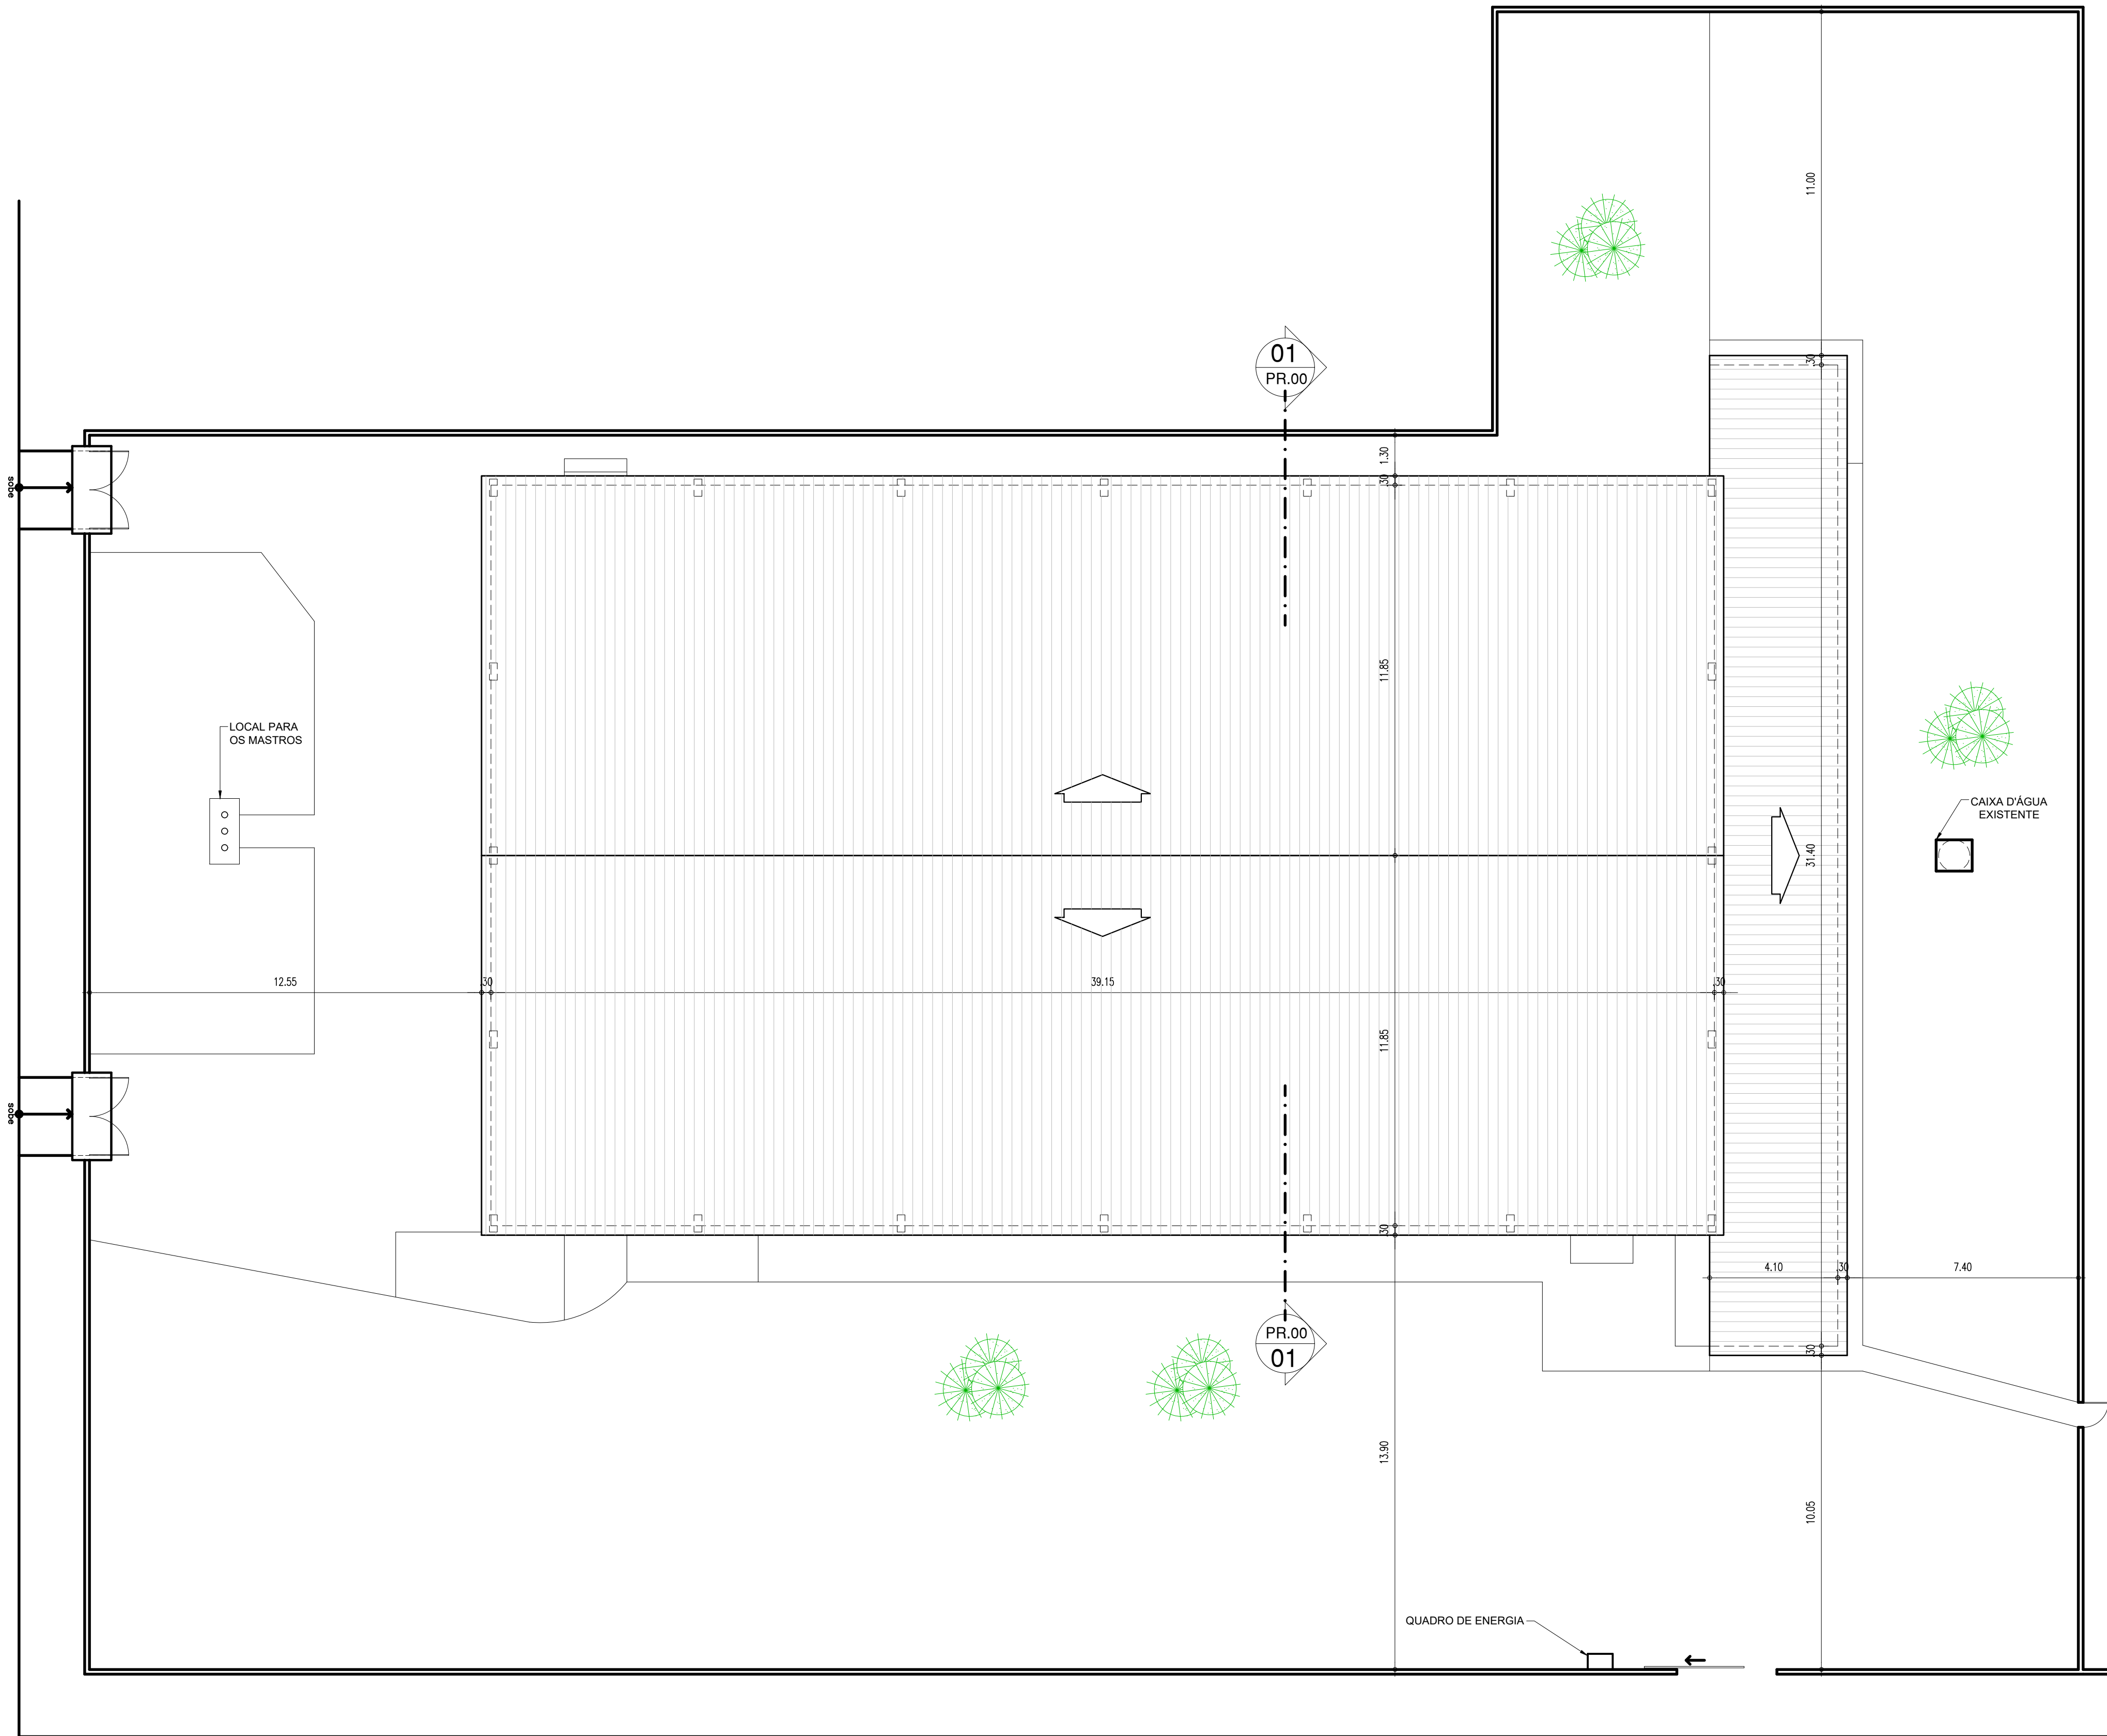 11.00
01
PR.00
.30
1.30
.30
sobe
11.85
LOCAL PARA
OS MASTROS
CAIXA D'ÁGUA
EXISTENTE
31.40
12.55
.30
39.15
.30
11.85
sobe
.30
4.10
.30
7.40
PR.00
01
.30
13.90
10.05
QUADRO DE ENERGIA